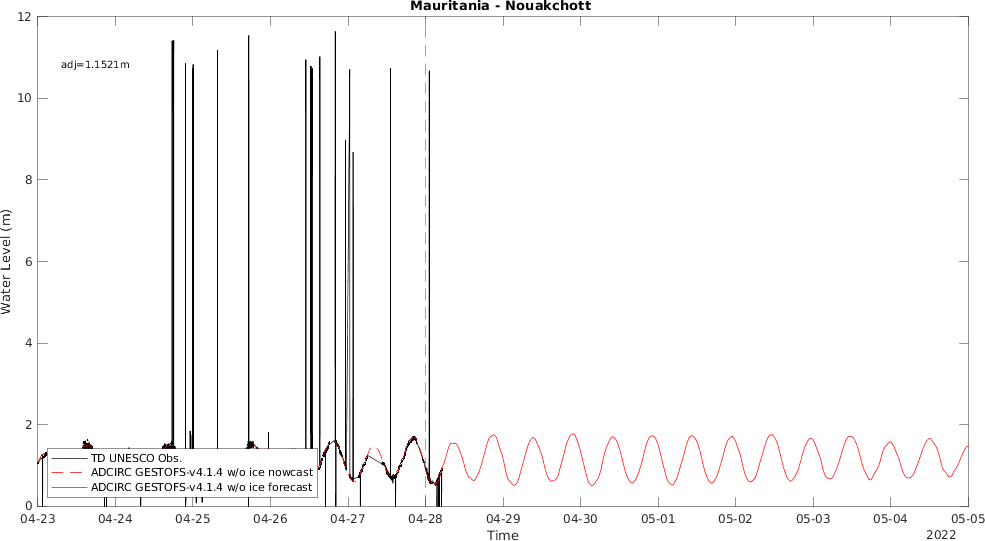 Mauritania - Nouakchott
12
10
8
6
4
2
0
Water Level (m)
adj=1.1521m
TD UNESCO Obs.
ADCIRC GESTOFS-v4.1.4 w/o ice nowcast
ADCIRC GESTOFS-v4.1.4 w/o ice forecast
04-23 04-24 04-25 04-26 04-27 04-28 04-29 04-30 05-01 05-02 05-03 05-04 05-05
Time
2022